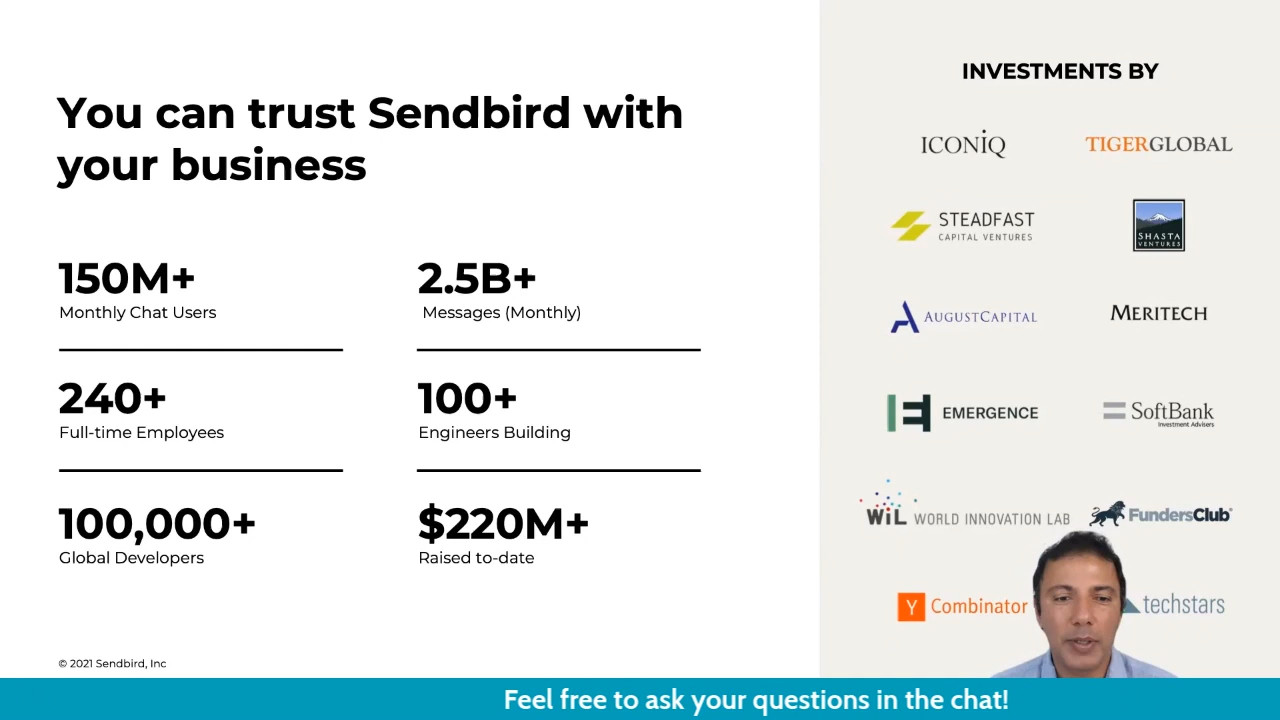 You can trust Sendbird with
your business
150M+
Monthly Chat Users
2.5B+
Messages (Monthly)
240+
Full-time Employees
100+
Engineers Building
100,000+
Global Developers
$220M+
Raised to-date
© 2021 Sendbird, Inc
INVESTMENTS BY
ICONIQ
TIGERGLOBAL
STEADFAST
CAPITAL VENTURES
SHASTA
VENTURES
AUGUSTCAPITAL
MERITECH
EMERGENCE
SoftBank
Investment Advisers
WiL WORLD INNOVATION LAB
FundersClub
Y Combinator
techstars
Feel free to ask your questions in the chat!